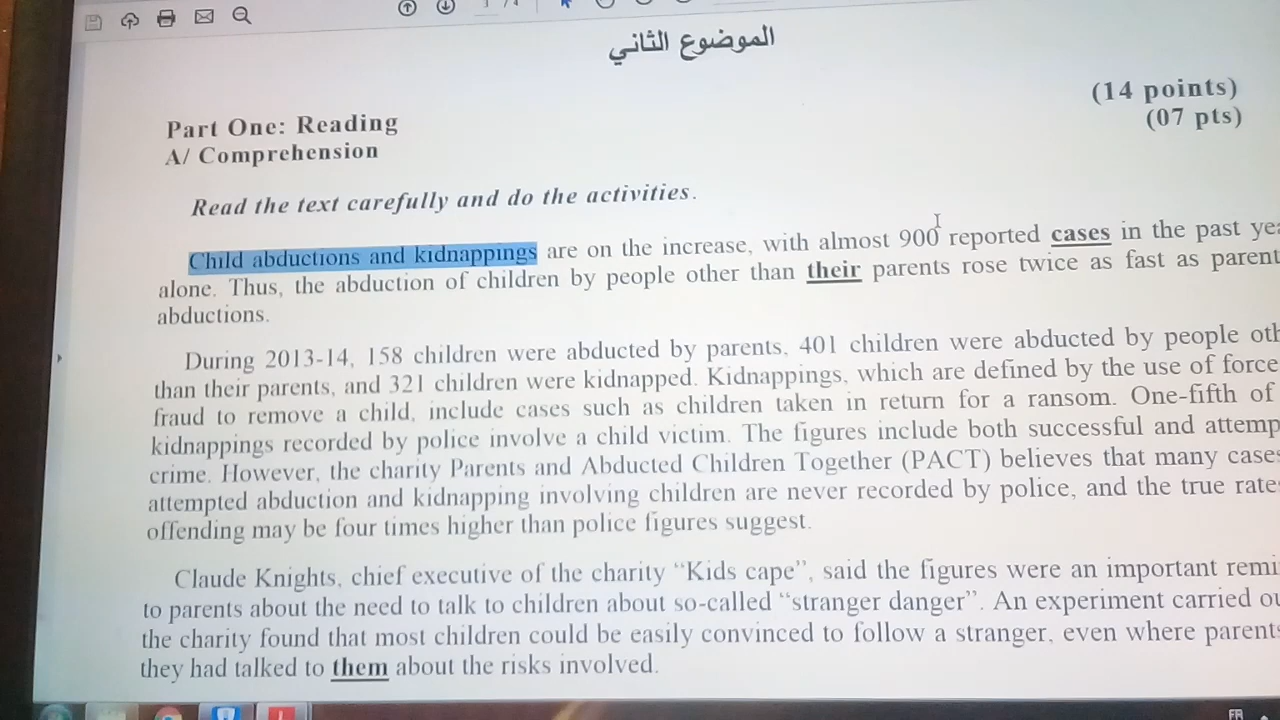 الموضوع الثاني
(14 points)
Part One: Reading
(07 pts)
A/ Comprehension
Read the text carefully and do the activities.
Child abductions and kidnappings are on the increase, with almost 900 reported cases in the past
alone. Thus, the abduction of children by people other than their parents rose twice as fast as
abductions.
During 2013-14, 158 children were abducted by parents, 401 children were abducted by people
than their parents, and 321 children were kidnapped. Kidnappings, which are defined by the use of force
fraud to remove a child, include cases such as children taken in return for a ransom. One-fifth of
kidnappings recorded by police involve a child victim. The figures include both successful and
crime. However, the charity Parents and Abducted Children Together (PACT) believes that many
attempted abduction and kidnapping involving children are never recorded by police, and the true
offending may be four times higher than police figures suggest.
Claude Knights, chief executive of the charity “Kids cape”, said the figures were an important
to parents about the need to talk to children about so-called “stranger danger”. An experiment carried
the charity found that most children could be easily convinced to follow a stranger, even where
they had talked to them about the risks involved.